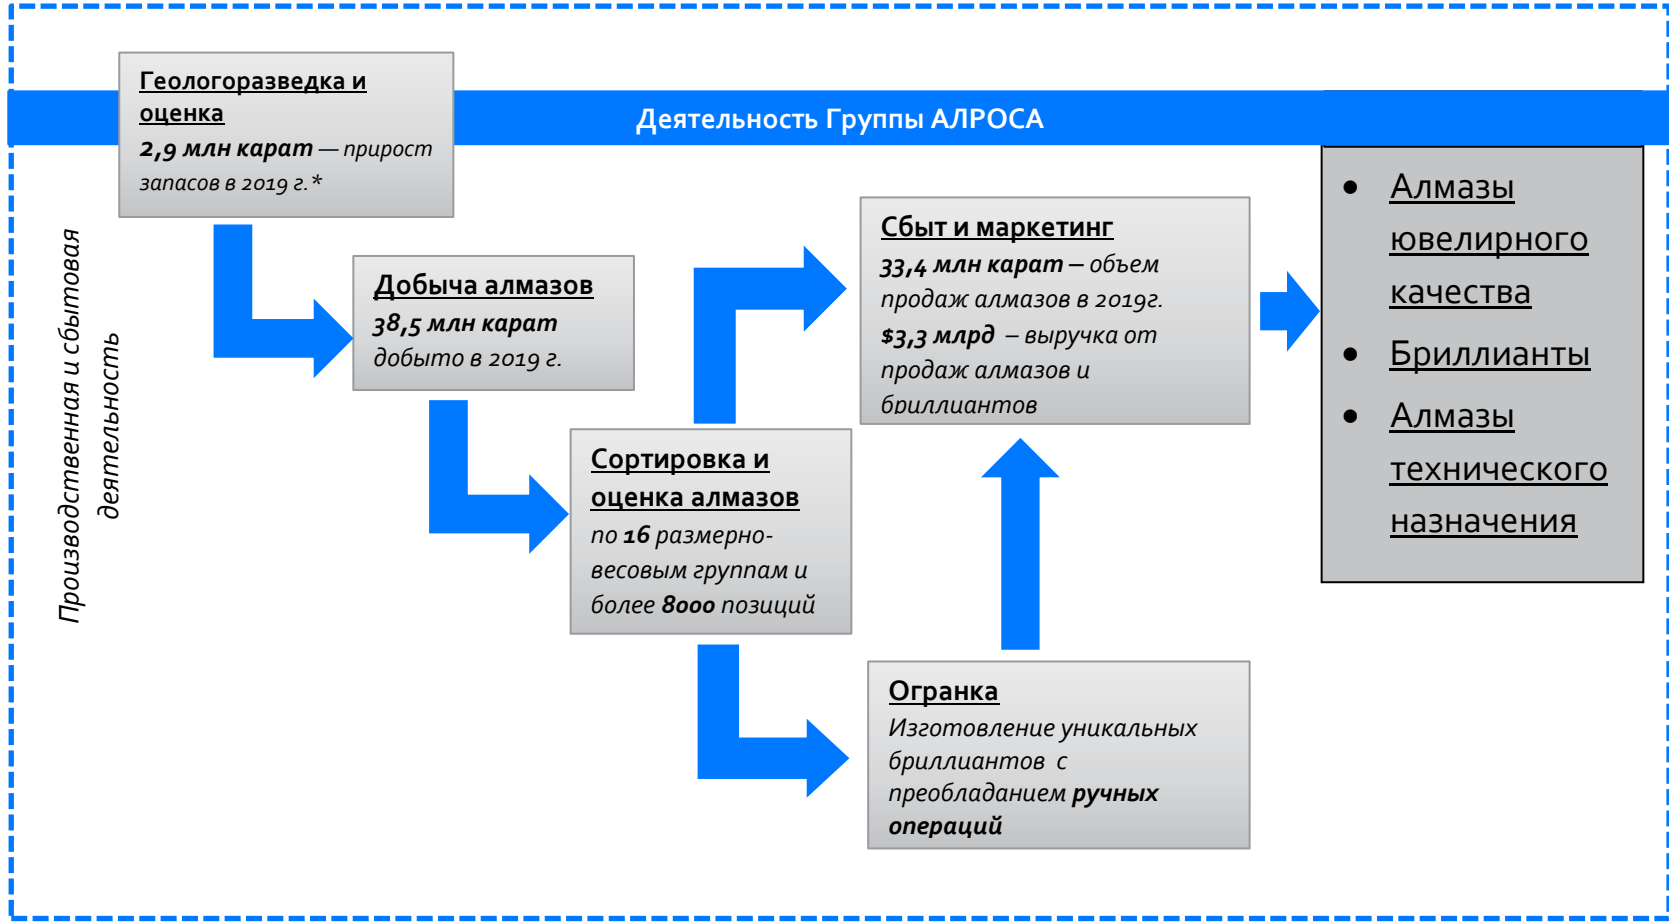 Геологоразведка и
оценка
2,9 млн карат — прирост
запасов в 2019 г.*
Деятельность Группы АЛРОСА
Производственная и сбытовая
деятельность
Добыча алмазов
38,5 млн карат
добыто в 2019 г.
Сортировка и
оценка алмазов
по 16 размерно-
весовым группам и
более 8000 позиций
Сбыт и маркетинг
33,4 млн карат – объем
продаж алмазов в 2019г.
$3,3 млрд – выручка от
продаж алмазов и
бриллиантов
Огранка
Изготовление уникальных
бриллиантов с
преобладанием ручных
операций
• Алмазы
ювелирного
качества
• Бриллианты
• Алмазы
технического
назначения